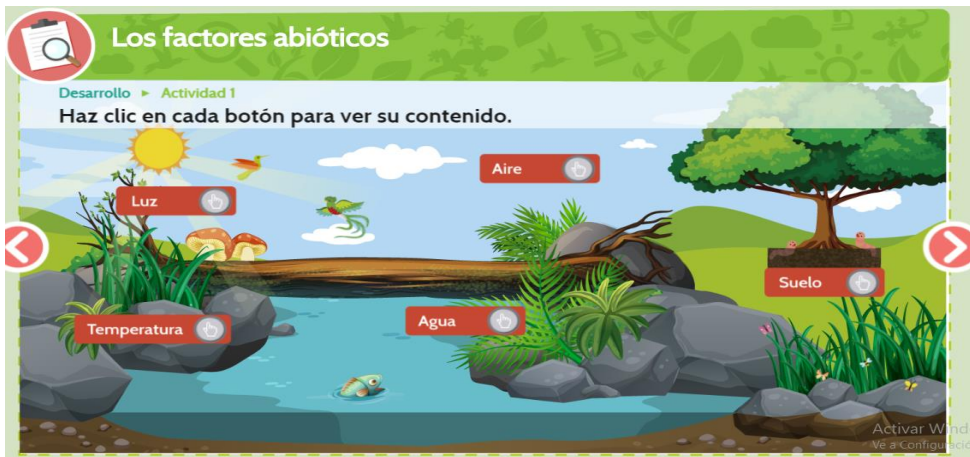 Los factores abióticos
Desarrollo ▸ Actividad 1
Haz clic en cada botón para ver su contenido.
Aire
Luz
Suelo
Agua
Temperatura
Activar Wind
Ve a Configuració